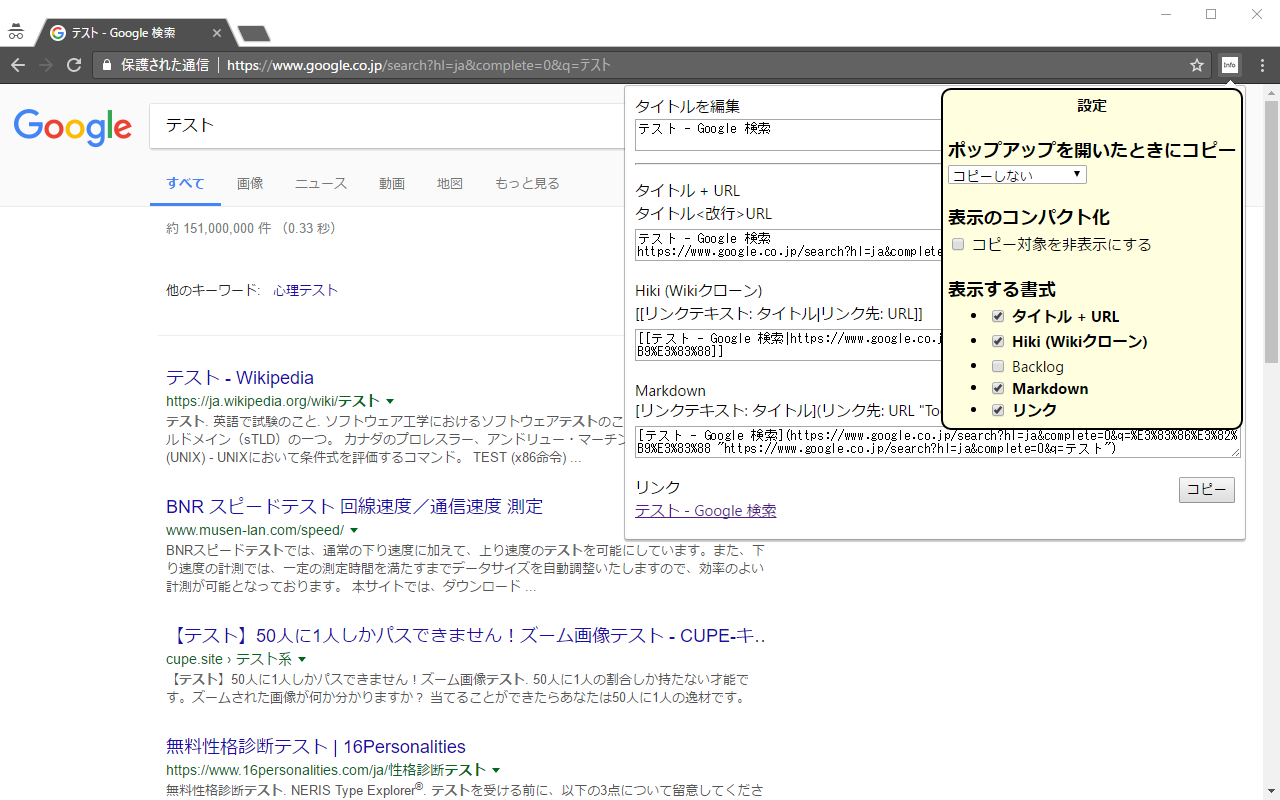 テスト - Google 検索
保護された通信 | https://www.google.co.jp/search?hl=ja&complete=0&q=テスト
Info
Google
テスト
すべて 画像 ニュース 動画 地図 もっと見る
約 151,000,000 件 (0.33 秒)
他のキーワード: 心理テスト
テスト - Wikipedia
https://ja.wikipedia.org/wiki/テスト
テスト. 英語で試験のこと. ソフトウェア工学におけるソフトウェアテストのこ
ルドメイン（sTLD）の一つ。 カナダのプロレスラー、アンドリュー・マーチン
(UNIX) - UNIXにおいて条件式を評価するコマンド。 TEST (x86命令) ...
BNR スピードテスト 回線速度／通信速度 測定
www.musen-lan.com/speed/
BNRスピードテストでは、通常の下り速度に加えて、上り速度のテストを可能にしています。また、下
り速度の計測では、一定の測定時間を満たすまでデータサイズを自動調整いたしますので、効率のよい
計測が可能となっております。 本サイトでは、ダウンロード ...
【テスト】50人に1人しかパスできません！ズーム画像テスト - CUPE-キ...
cupe.site › テスト系
【テスト】50人に1人しかパスできません！ズーム画像テスト. 50人に1人の割合しか持たない才能で
す。ズームされた画像が何か分かりますか？ 当てることができたらあなたは50人に1人の逸材です。
無料性格診断テスト | 16Personalities
https://www.16personalities.com/ja/性格診断テスト
無料性格診断テスト. NERIS Type Explorer®. テストを受ける前に、以下の3点について留意してくださ
タイトルを編集
テスト - Google 検索
タイトル + URL
タイトル<改行>URL
テスト - Google 検索
https://www.google.co.jp/search?hl=ja&complete
Hiki (Wikiクローン)
[[リンクテキスト: タイトル|リンク先: URL]]
[[テスト - Google 検索|https://www.google.co.j
B9%E3%83%88]]
Markdown
[リンクテキスト: タイトル](リンク先: URL "Too
[テスト - Google 検索](https://www.google.co.jp/search?hl=ja&complete=0&q=%E3%83%86%E3%82%
B9%E3%83%88 "https://www.google.co.jp/search?hl=ja&complete=0&q=テスト")
リンク
コピー
テスト - Google 検索
設定
ポップアップを開いたときにコピー
コピーしない
表示のコンパクト化
コピー対象を非表示にする
表示する書式
タイトル + URL
Hiki (Wikiクローン)
Backlog
Markdown
リンク